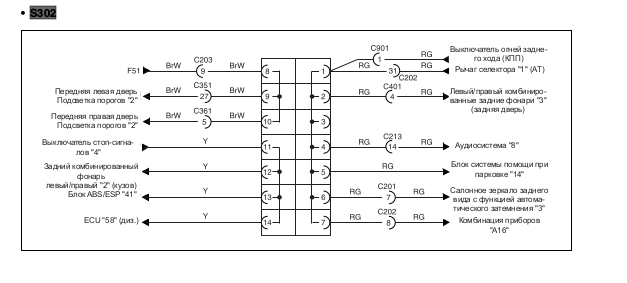 • S302
C901
RG
1
RG
Выключатель огней задне-
го хода (КПП)
C203
F51
BrW
9
BrW
8
1
RG
31
RG
C202
Рычаг селектора "1" (АТ)
C351
Передняя левая дверь
Подсветка порогов "2"
BrW
27
BrW
9
2
RG
C401
4
RG
Левый/правый комбиниро-
ванные задние фонари "3"
(задняя дверь)
C361
Передняя правая дверь
Подсветка порогов "2"
BrW
5
BrW
10
3
Выключатель стоп-сигна-
лов "4"
Y
11
4
RG
C213
14
RG
Аудиосистема "8"
Задний комбинированный
фонарь
левый/правый "2" (кузов)
Y
12
5
RG
Блок системы помощи при
парковке "14"
Блок ABS/ESP "41"
Y
13
6
RG
C201
7
RG
Салонное зеркало заднего
вида с функцией автома-
тического затемнения "3"
ECU "58" (диз.)
Y
14
7
RG
C202
8
RG
Комбинация приборов
"A16"